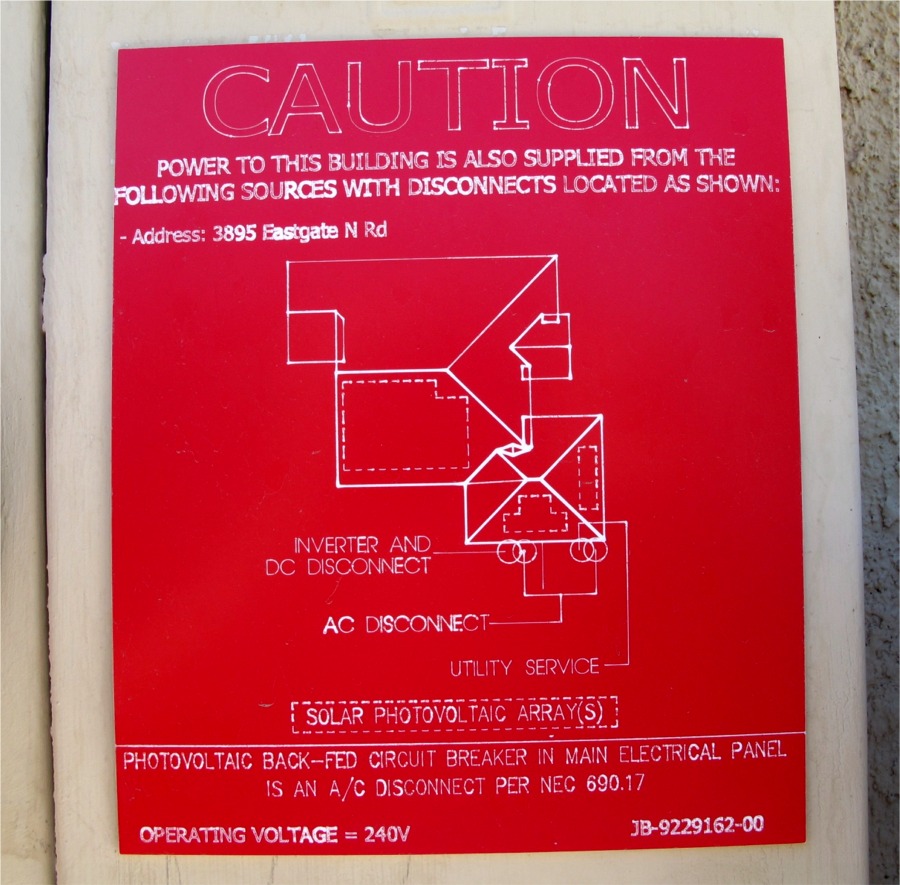 CAUTION
POWER TO THIS BUILDING IS ALSO SUPPLIED FROM THE
FOLLOWING SOURCES WITH DISCONNECTS LOCATED AS SHOWN:
- Address: 3895 Eastgate N Rd
INVERTER AND
DC DISCONNECT
AC DISCONNECT
UTILITY SERVICE
SOLAR PHOTOVOLTAIC ARRAY(S)
PHOTOVOLTAIC BACK-FED CIRCUIT BREAKER IN MAIN ELECTRICAL PANEL
IS AN A/C DISCONNECT PER NEC 690.17
OPERATING VOLTAGE = 240V
JB-9229162-00